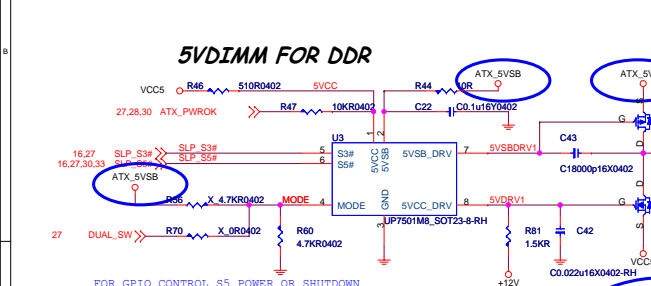 B
5VDIMM FOR DDR
ATX_5VSB
ATX_5V
VCC5 R46 510R0402 5VCC R44 10R
27,28,30 ATX_PWROK R47 10KR0402 C22 C0.1u16Y0402
U3
1 2
5VCC 5VSB
16,27 SLP_S3# SLP_S3# 5 S3# 5VSB_DRV 7 5VSBDRV1
16,27,30,33 SLP_S5# SLP_S5# 6 S5#
G S D
C43
C18000p16X0402
ATX_5VSB
R56 X_4.7KR0402 MODE 4 MODE 5VCC_DRV 8 5VDRV1
GND
3
UP7501M8_SOT23-8-RH
G D S
27 DUAL_SW R70 X_0R0402
R60
4.7KR0402
R81
1.5KR
C42
C0.022u16X0402-RH
VCC5
+12V
FOR GPIO CONTROL S5 POWER OR SHUTDOWN